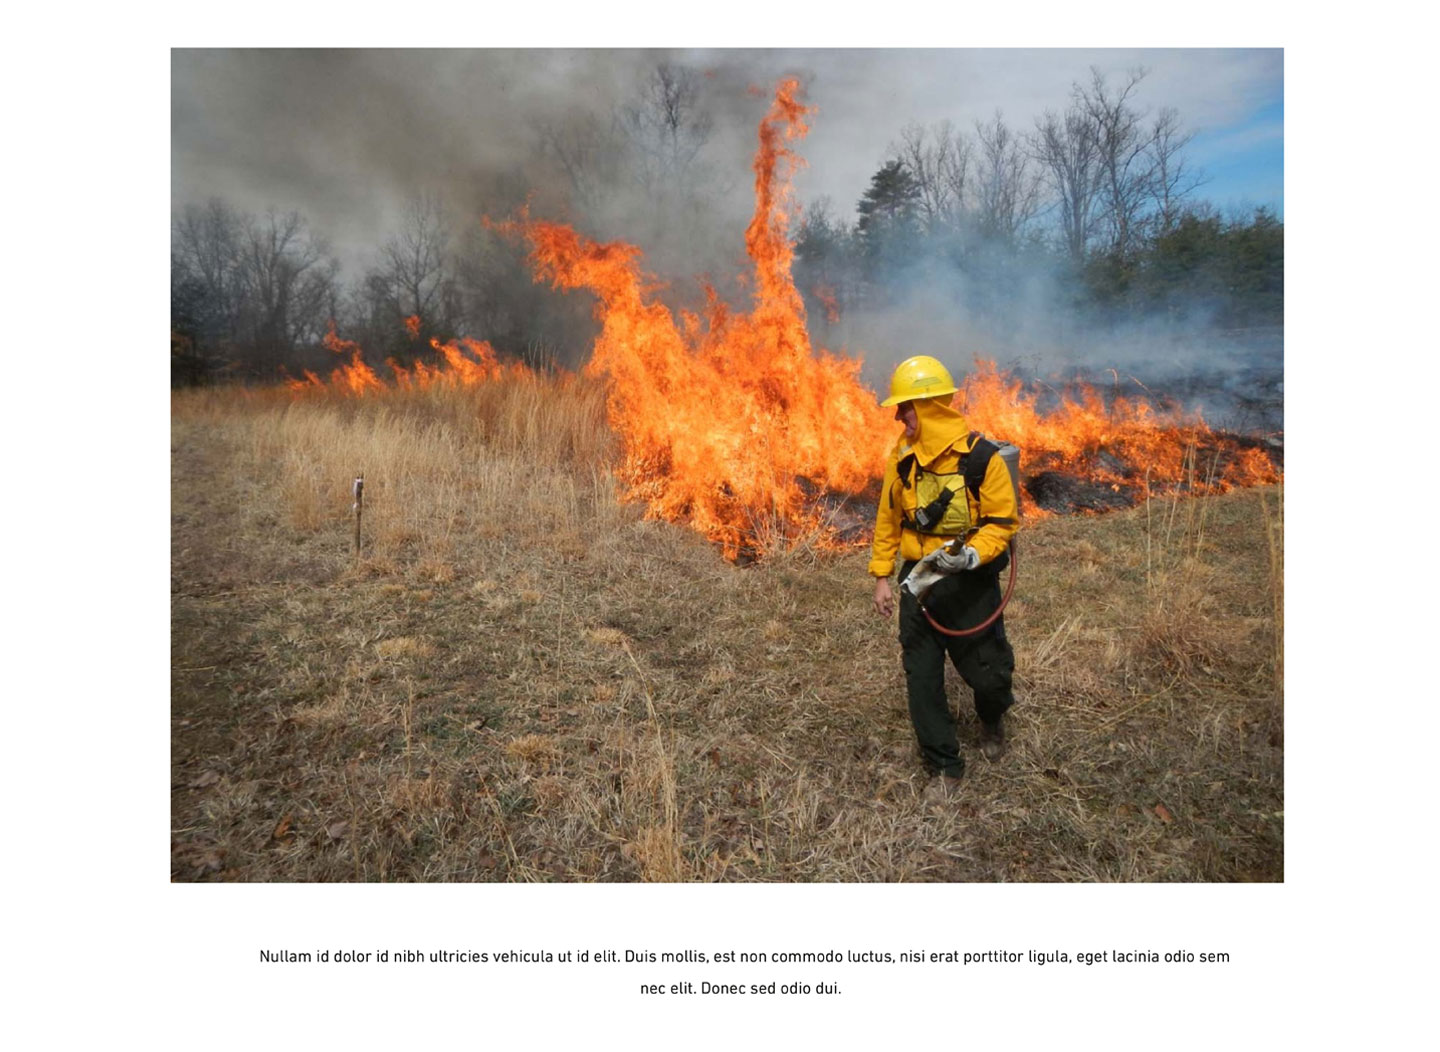 Nullam id dolor id nibh ultricies vehicula ut id elit. Duis mollis, est non commodo luctus, nisi erat porttitor ligula, eget lacinia odio sem
nec elit. Donec sed odio dui.